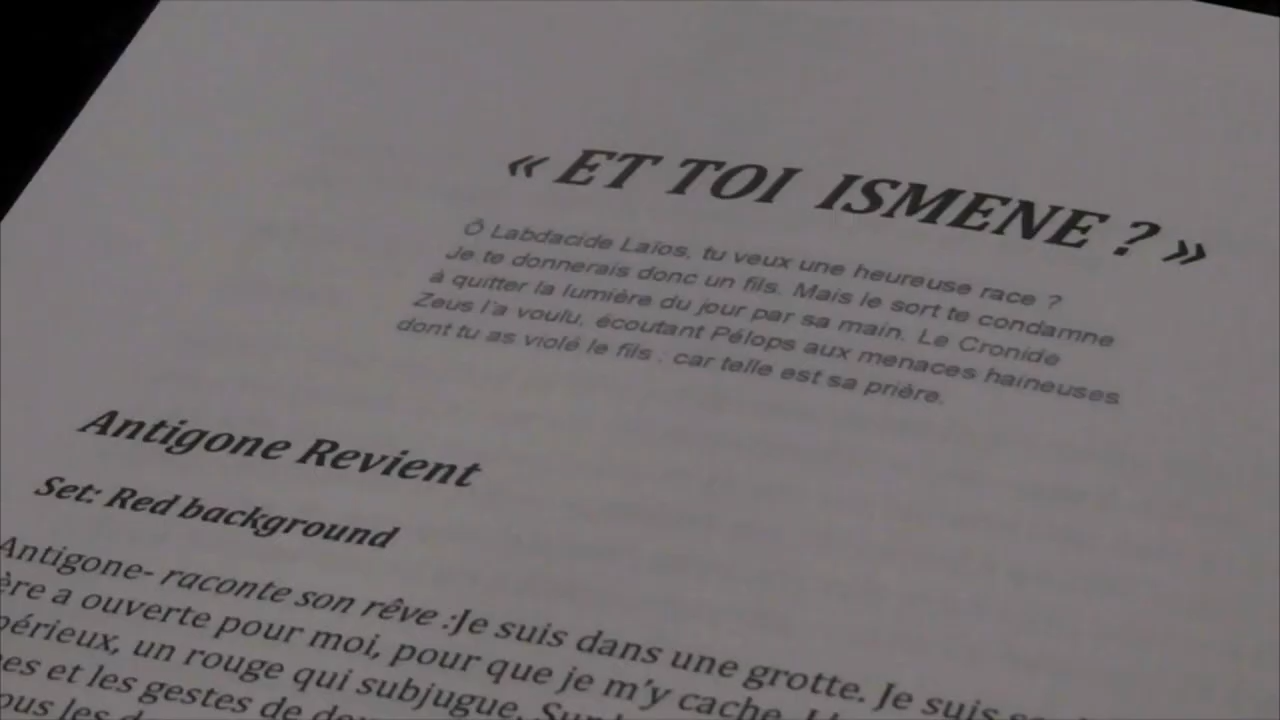 « ET TOI ISMENE ? »
Ô Labdacide Laïos, tu veux une heureuse race ?
Je te donnerais donc un fils. Mais le sort te condamne
à quitter la lumière du jour par sa main. Le Cronide
Zeus l'a voulu, écoutant Pélops aux menaces haineuses
dont tu as violé le fils , car telle est sa prière.
Antigone Revient
Set: Red background
Antigone- raconte son rêve :Je suis dans une grotte. Je suis
ère a ouverte pour moi, pour que je m'y cache.
périeux, un rouge qui subjugue.
es et les gestes de
ous les